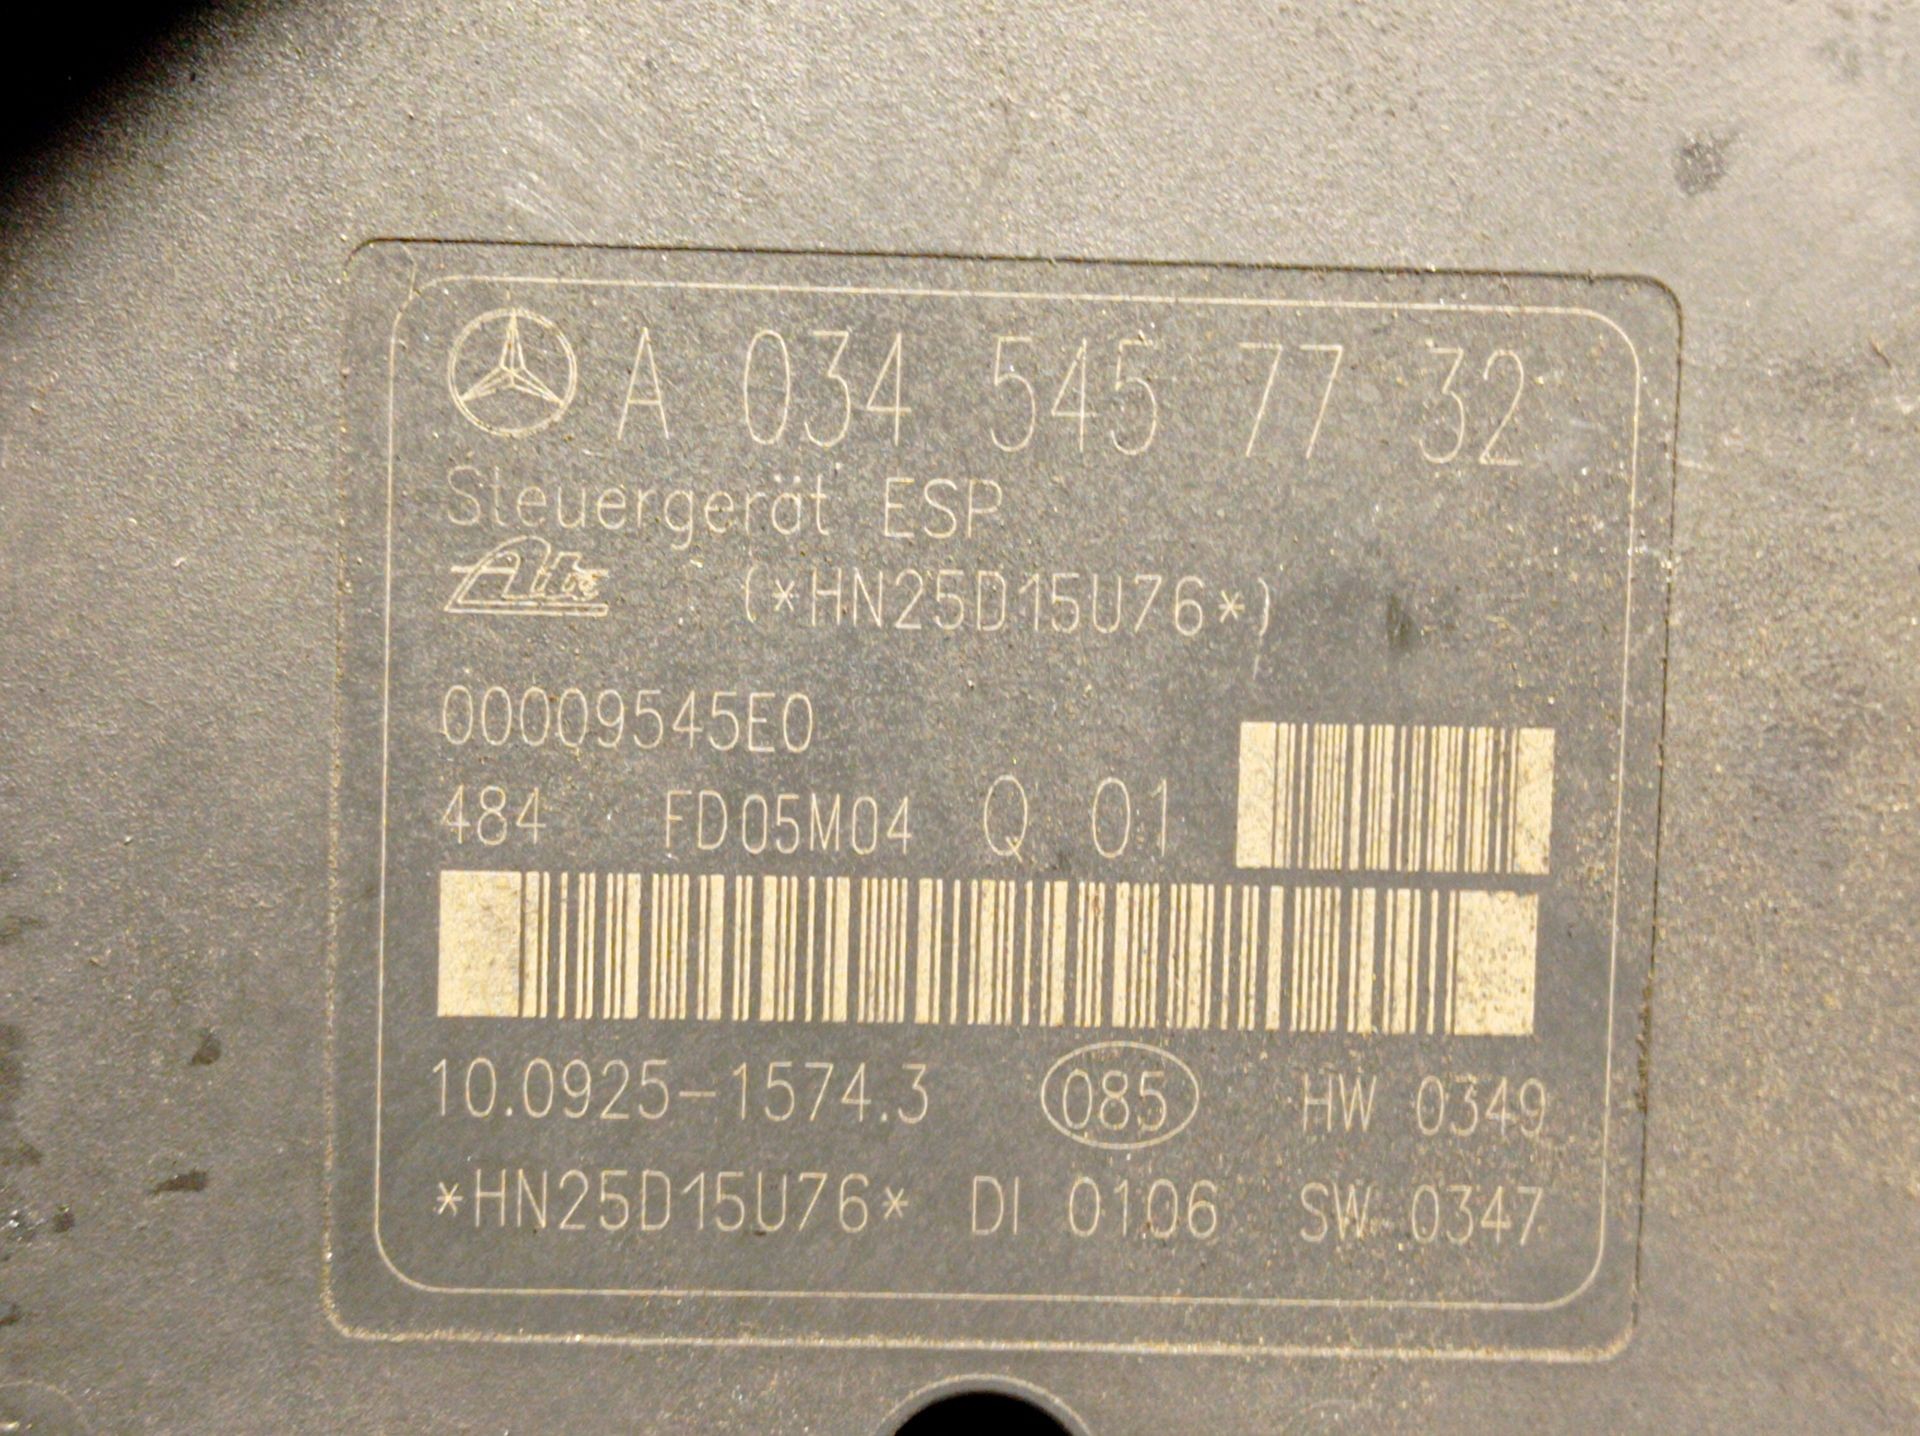 A 034 545 77 32
Steuergerät ESP
Ate (*HN25D15U76*)
00009545E0
484 FD05M04 Q 01
10.0925-1574.3 085 HW 0349
*HN25D15U76* DI 0106 SW 0347